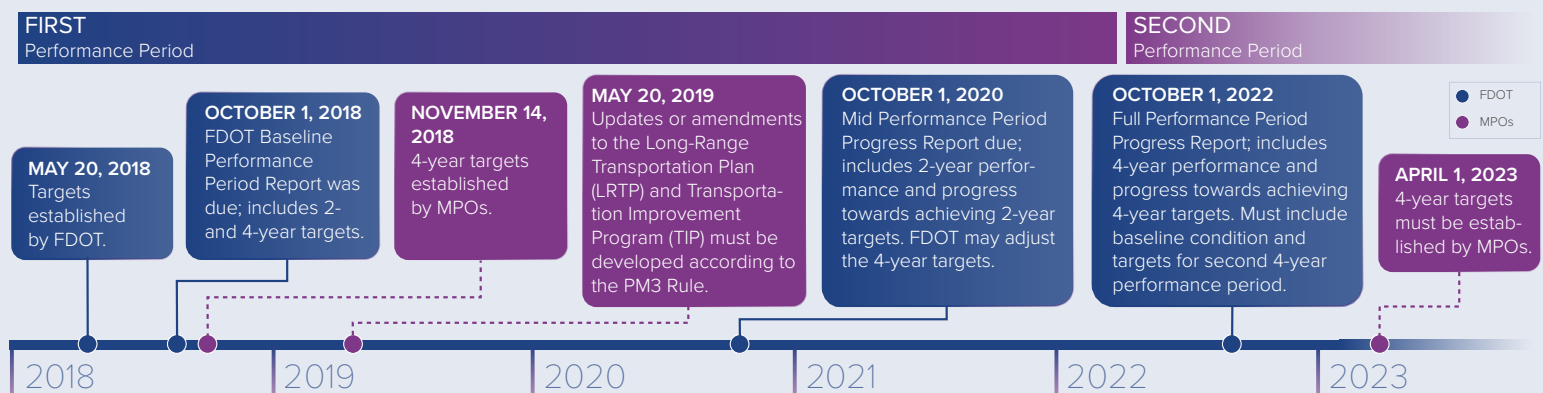 FIRST
Performance Period
SECOND
Performance Period
MAY 20, 2018
Targets
established
by FDOT.
OCTOBER 1, 2018
FDOT Baseline
Performance
Period Report was
due; includes 2-
and 4-year targets.
NOVEMBER 14,
2018
4-year targets
established
by MPOs.
MAY 20, 2019
Updates or amendments
to the Long-Range
Transportation Plan
(LRTP) and Transporta-
tion Improvement
Program (TIP) must be
developed according to
the PM3 Rule.
OCTOBER 1, 2020
Mid Performance Period
Progress Report due;
includes 2-year perfor-
mance and progress
towards achieving 2-year
targets. FDOT may adjust
the 4-year targets.
OCTOBER 1, 2022
Full Performance Period
Progress Report; includes
4-year performance and
progress towards achieving
4-year targets. Must include
baseline condition and
targets for second 4-year
performance period.
FDOT
MPOs
APRIL 1, 2023
4-year targets
must be estab-
lished by MPOs.
2018
2019
2020
2021
2022
2023